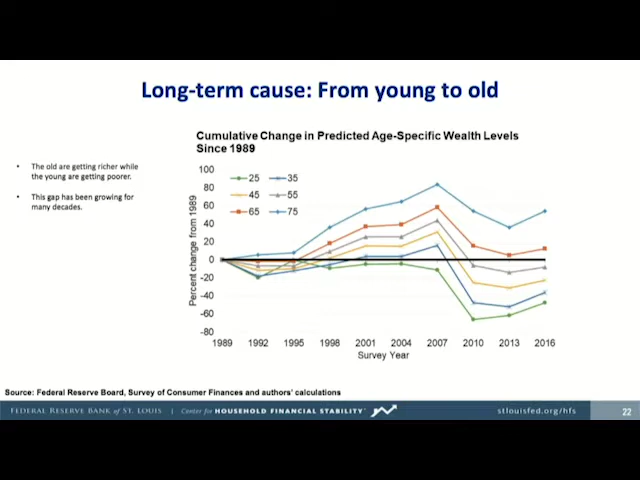 Long-term cause: From young to old
• The old are getting richer while
the young are getting poorer.
• This gap has been growing for
many decades.
Cumulative Change in Predicted Age-Specific Wealth Levels
Since 1989
Percent change from 1989
100
80
60
40
20
0
-20
-40
-60
-80
25 35
45 55
65 75
1989 1992 1995 1998 2001 2004 2007 2010 2013 2016
Survey Year
Source: Federal Reserve Board, Survey of Consumer Finances and authors' calculations
FEDERAL RESERVE BANK of ST. LOUIS | Center for HOUSEHOLD FINANCIAL STABILITY stlouisfed.org/hfs 22